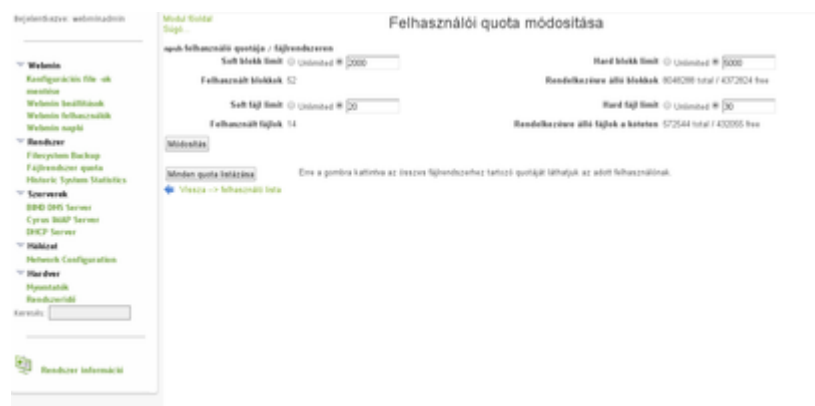 Bejelentkezve: webminadmin
Webmin
Konfigurációs file -ok mentése
Webmin beállítások
Webmin felhasználók
Webmin napló
Rendszer
Filesystem Backup
Fájlrendszer quota
Historic System Statistics
Szerverek
BIND DNS Server
Cyrus IMAP Server
DHCP Server
Hálózat
Network Configuration
Hardver
Nyomtatók
Rendszeridő
Keresés:
Rendszer információ
Modul főoldal
Súgó...
Felhasználói quota módosítása
felhasználó quotája / fájlrendszeren
Soft blokk limit Unlimited 2000 Hard blokk limit Unlimited 5000
Felhasznált blokkok 52 Rendelkezésre álló blokkok total / free
Soft fájl limit Unlimited 20 Hard fájl limit Unlimited 30
Felhasznált fájlok 14 Rendelkezésre álló fájlok a köteten 572544 total / free
Módosítás
Minden quota listázása Erre a gombra kattintva az összes fájlrendszerhez tartozó quotáját láthatjuk az adott felhasználónak.
Vissza --> felhasználó lista